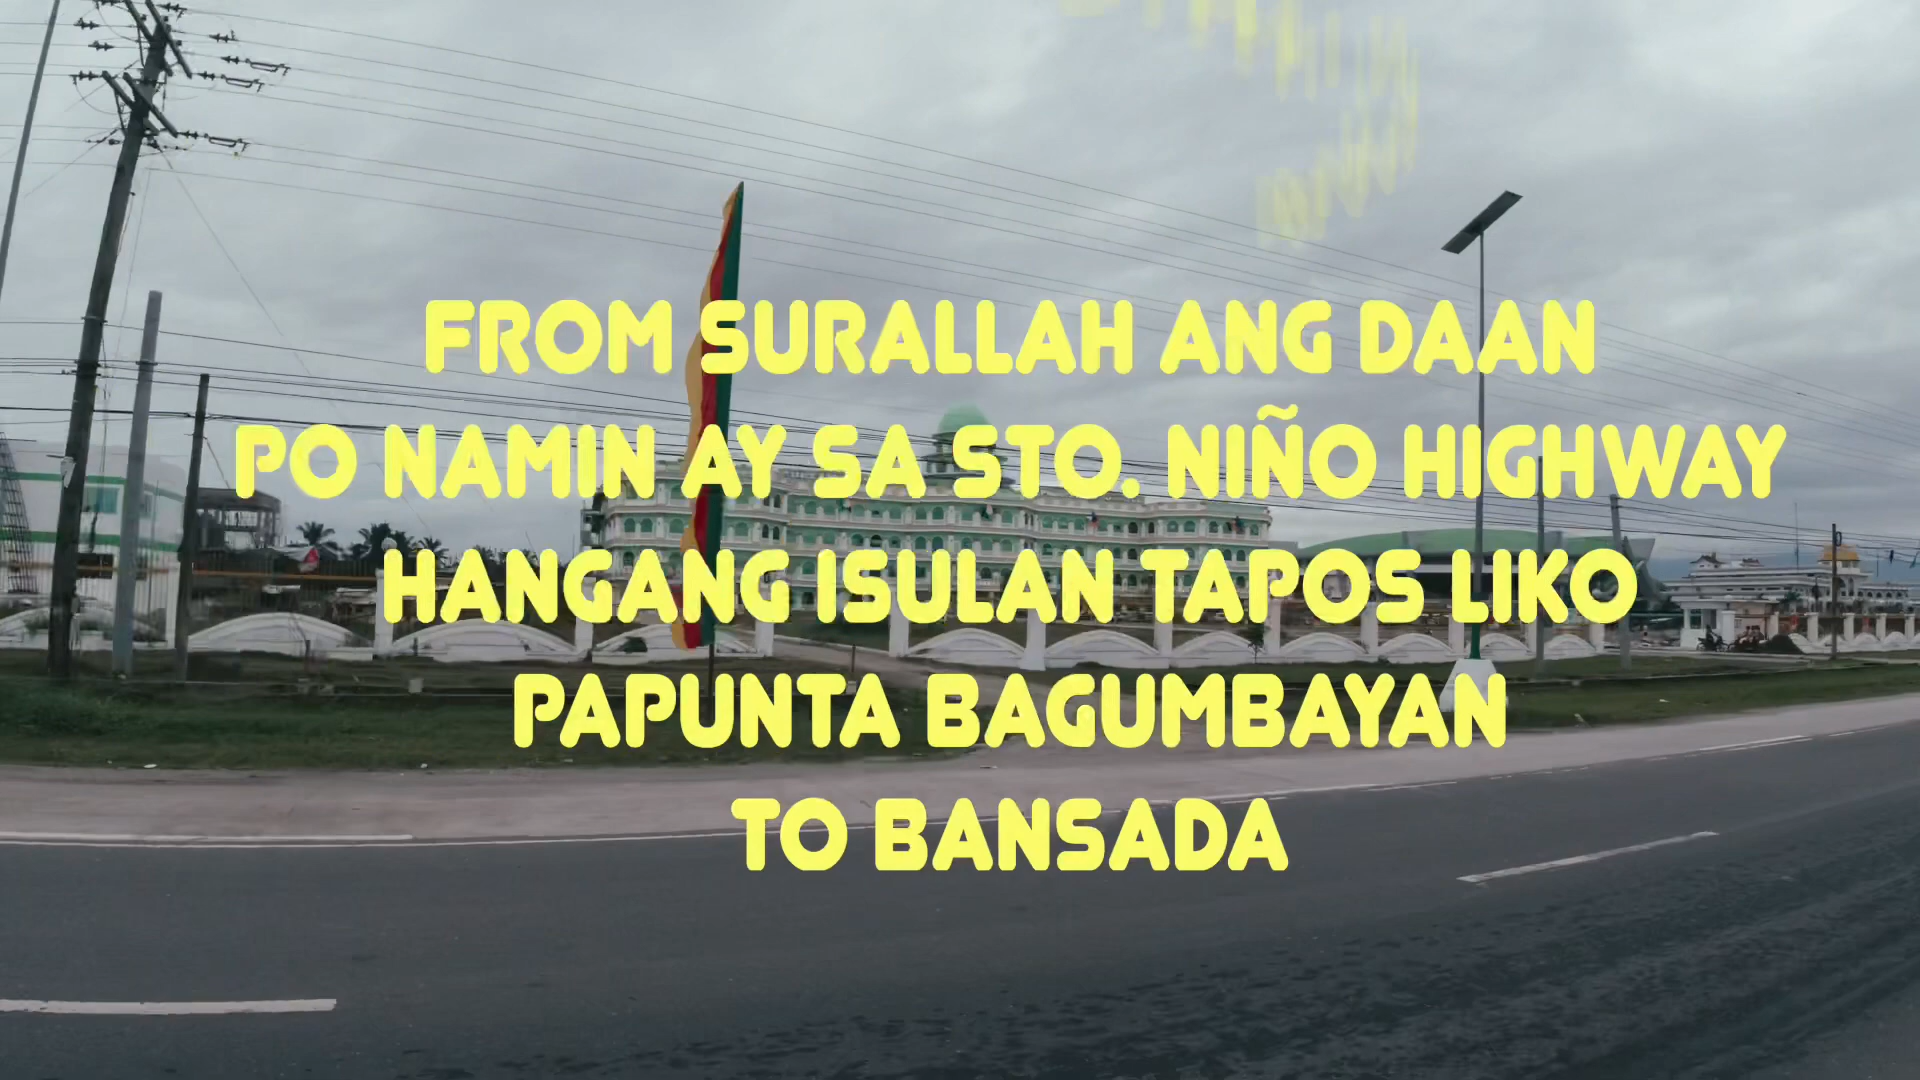 FROM SURALLAH ANG DAAN
PO NAMIN AY SA STO. NIÑO HIGHWAY
HANGANG ISULAN TAPOS LIKO
PAPUNTA BAGUMBAYAN
TO BANSADA